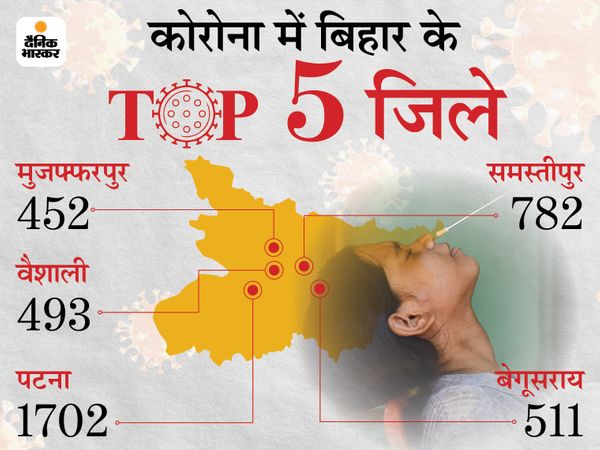 दैनिक
भास्कर
कोरोना में बिहार के
TOP 5 जिले
मुजफ्फरपुर
452
समस्तीपुर
782
वैशाली
493
पटना
1702
बेगूसराय
511